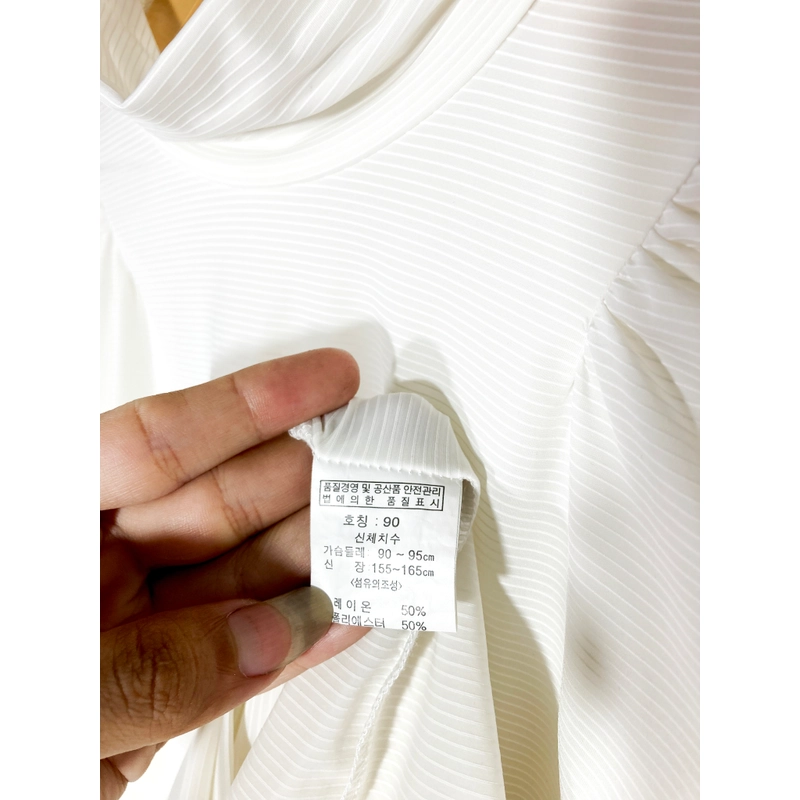 품질경영 및 공산품 안전관리
법에의한 품질표시
호칭 : 90
신체치수
가슴둘레: 90 ~ 95cm
신 장:155~165cm
<섬유의조성>
레이온 50%
폴리에스터 50%